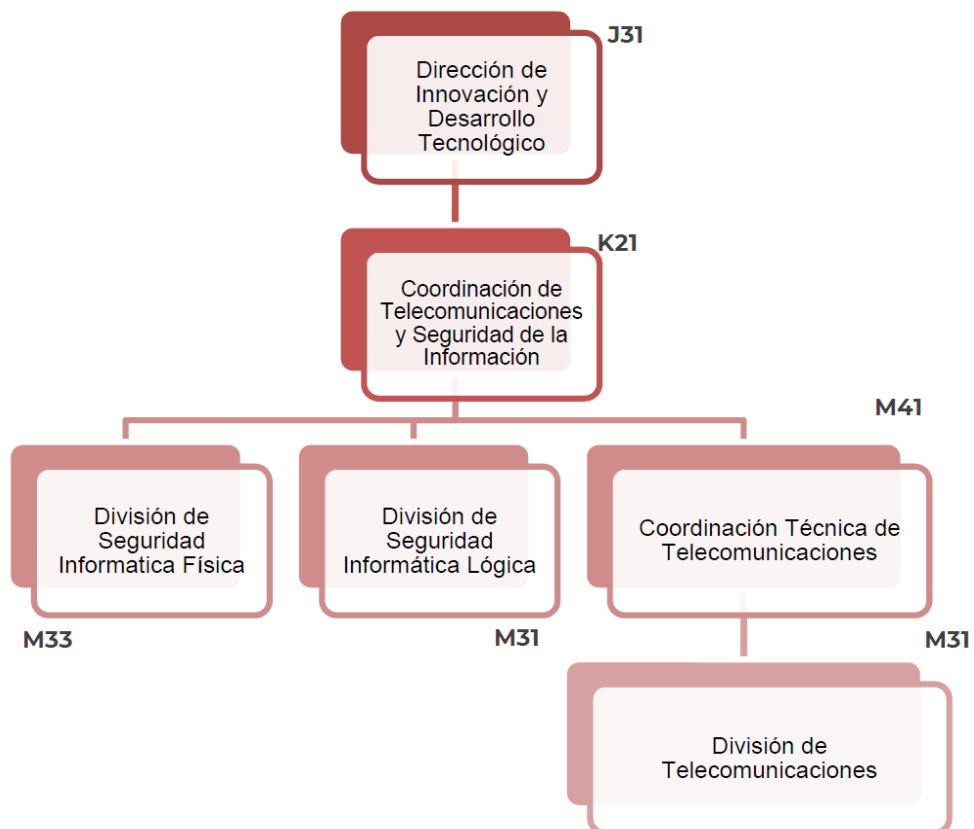 J31
Dirección de
Innovación y
Desarrollo
Tecnológico
K21
Coordinación de
Telecomunicaciones
y Seguridad de la
Información
M41
División de
Seguridad
Informatica Física
División de
Seguridad
Informática Lógica
Coordinación Técnica de
Telecomunicaciones
M33
M31
M31
División de
Telecomunicaciones